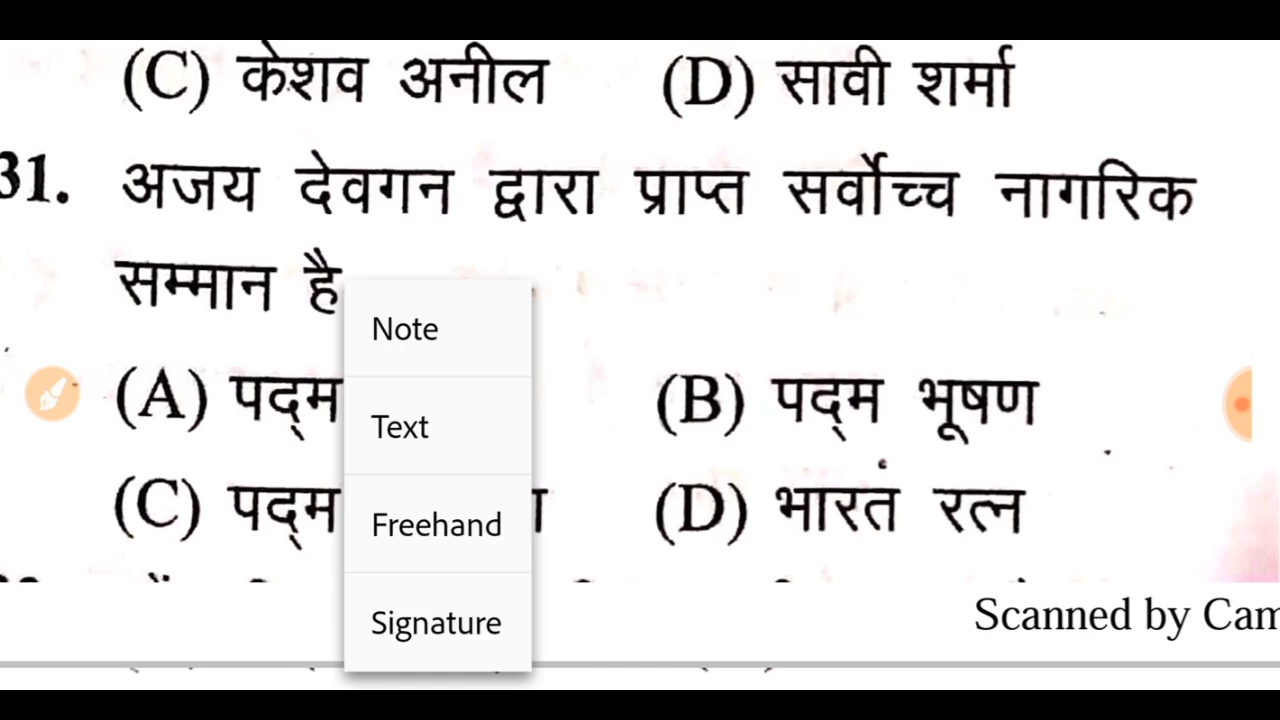 (C) केशव अनील (D) सावी शर्मा
31. अजय देवगन द्वारा प्राप्त सर्वोच्च नागरिक
सम्मान है
(A) पद्म (B) पद्म भूषण
(C) पद्म (D) भारत रत्न
Note
Text
Freehand
Signature
Scanned by Cam